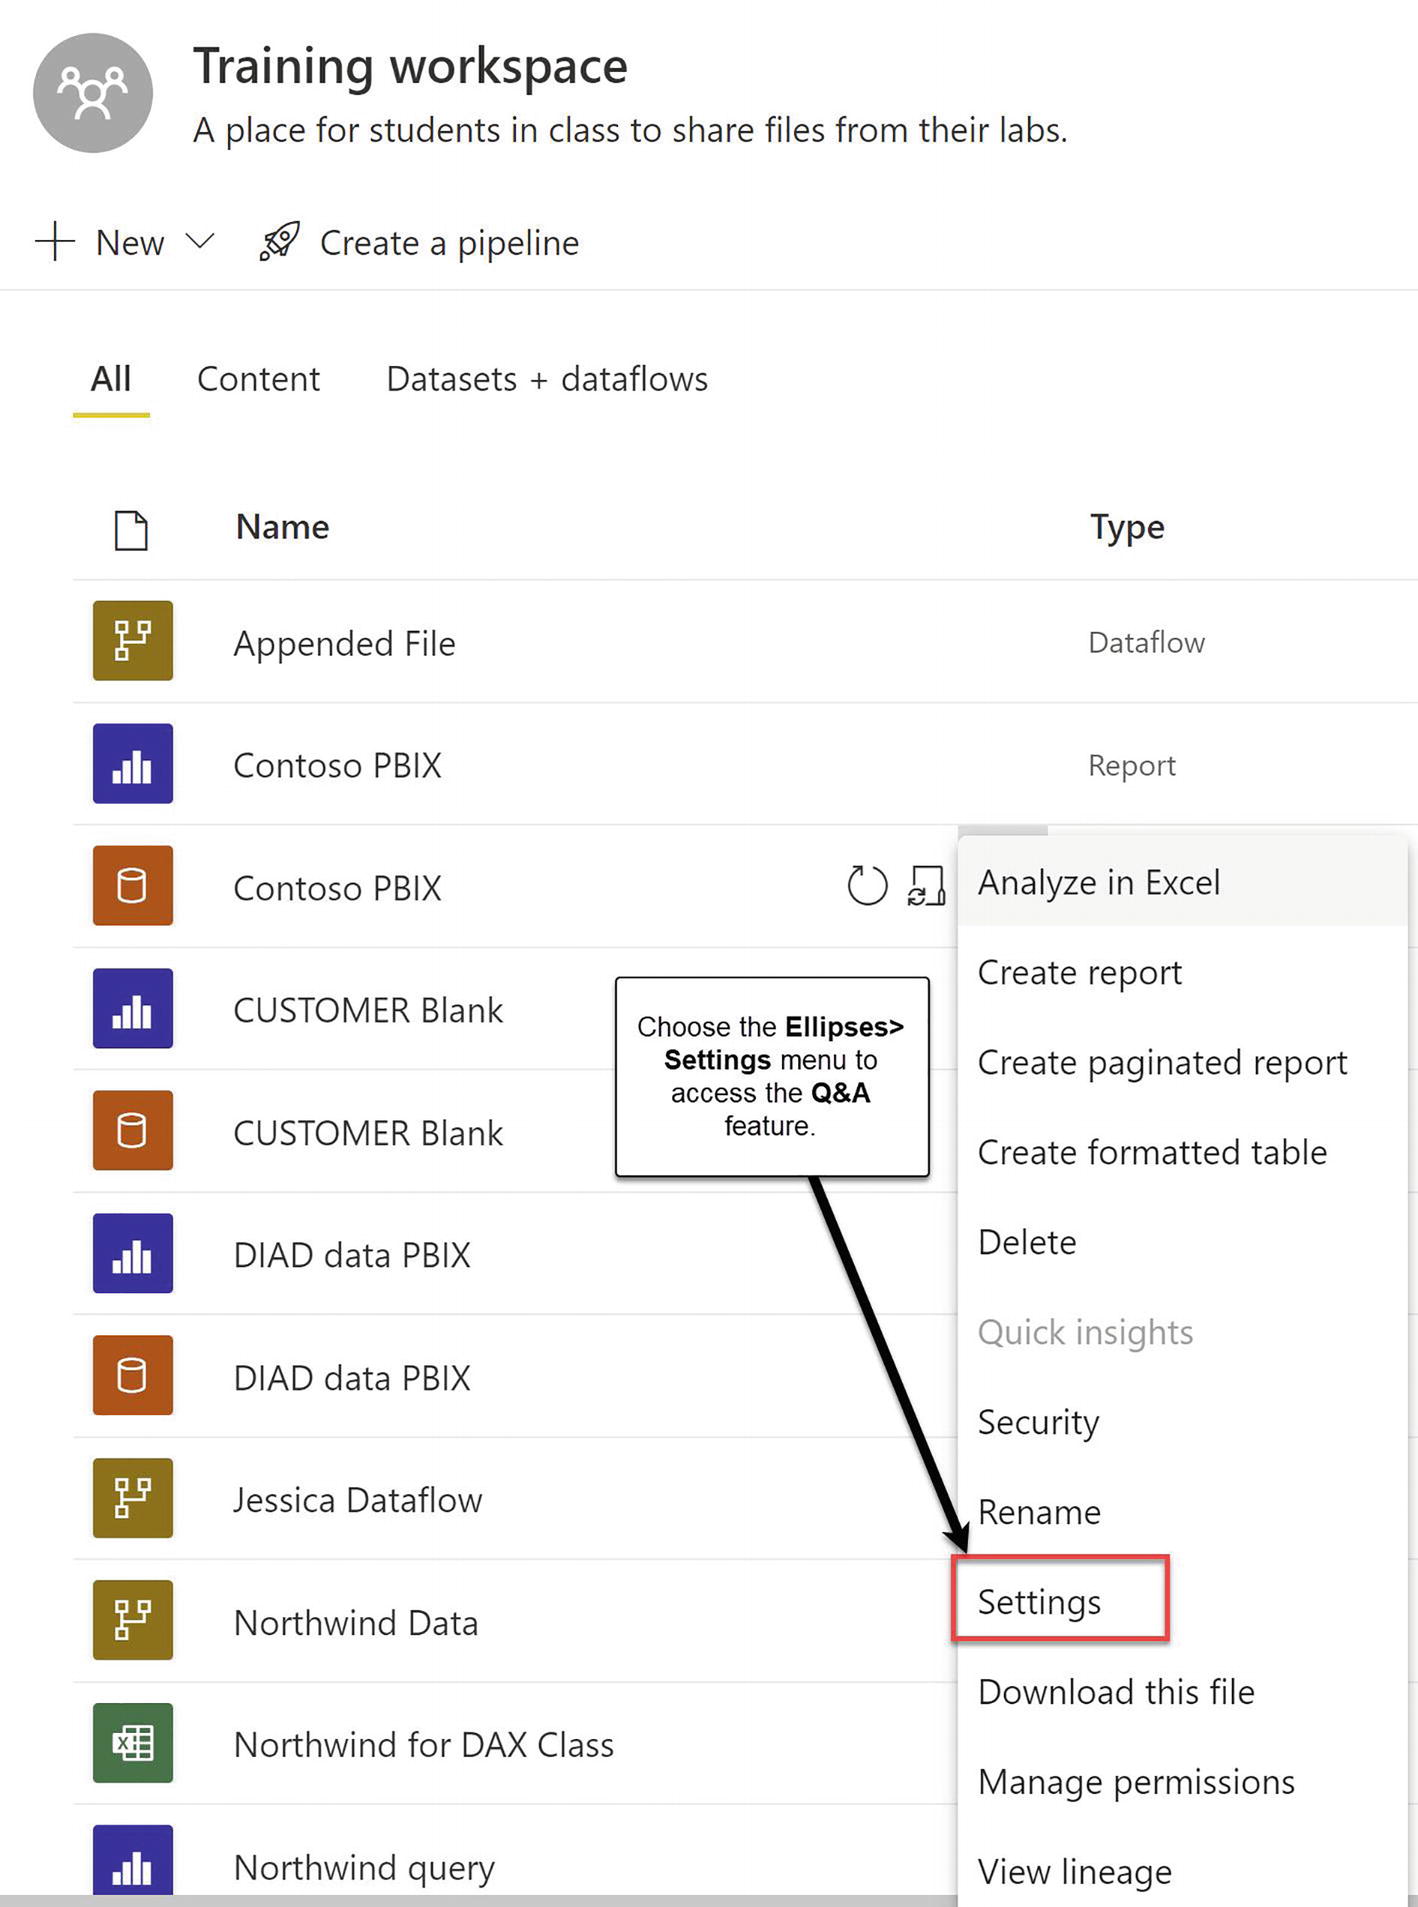 Training workspace
A place for students in class to share files from their labs.
New
Create a pipeline
All
Content
Datasets + dataflows
Name
Type
Appended File
Dataflow
Contoso PBIX
Report
Contoso PBIX
CUSTOMER Blank
CUSTOMER Blank
DIAD data PBIX
DIAD data PBIX
Jessica Dataflow
Northwind Data
Northwind for DAX Class
Northwind query
Choose the Ellipses>
Settings menu to
access the Q&A
feature.
Analyze in Excel
Create report
Create paginated report
Create formatted table
Delete
Quick insights
Security
Rename
Settings
Download this file
Manage permissions
View lineage